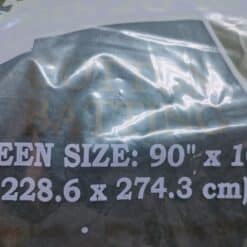 EEN SIZE: 90" x 1
228.6 x 274.3 cm)